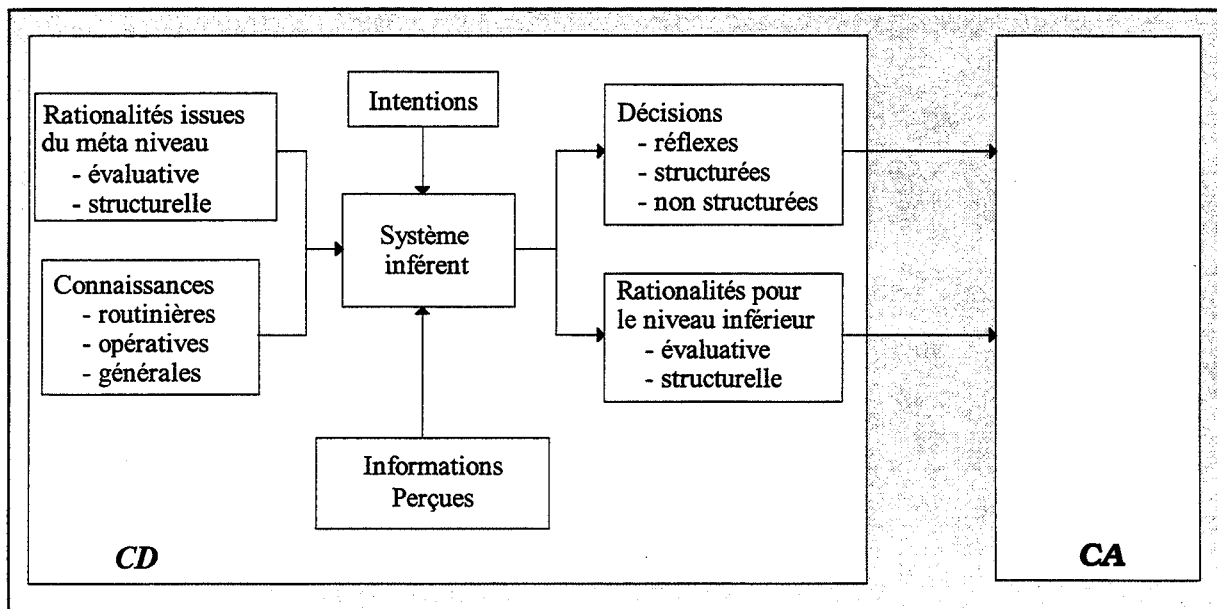 Rationalités issues
du méta niveau
- évaluative
- structurelle
Connaissances
- routinières
- opératives
- générales
Intentions
Système
inférent
Informations
Perçues
Décisions
- réflexes
- structurées
- non structurées
Rationalités pour
le niveau inférieur
- évaluative
- structurelle
CD
CA